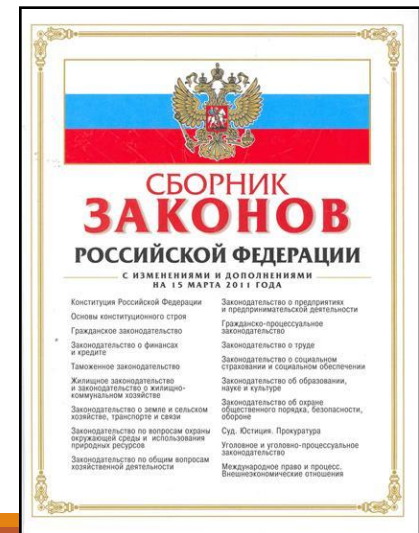 СБОРНИК
ЗАКОНОВ
РОССИЙСКОЙ ФЕДЕРАЦИИ
С ИЗМЕНЕНИЯМИ И ДОПОЛНЕНИЯМИ
НА 15 МАРТА 2011 ГОДА
Конституция Российской Федерации
Основы конституционного строя
Гражданское законодательство
Законодательство о финансах
и кредите
Таможенное законодательство
Жилищное законодательство
и законодательство о жилищно-
коммунальном хозяйстве
Законодательство о земле и сельском
хозяйстве, транспорте и связи
Законодательство по вопросам охраны
окружающей среды и использования
природных ресурсов
Законодательство по общим вопросам
хозяйственной деятельности
Законодательство о предприятиях
и предпринимательской деятельности
Гражданско-процессуальное
законодательство
Законодательство о труде
Законодательство о социальном
страховании и социальном обеспечении
Законодательство об образовании,
науке и культуре
Законодательство об охране
общественного порядка, безопасности,
обороне
Суд. Юстиция. Прокуратура
Уголовное и уголовно-процессуальное
законодательство
Международное право и процесс.
Внешнеэкономические отношения